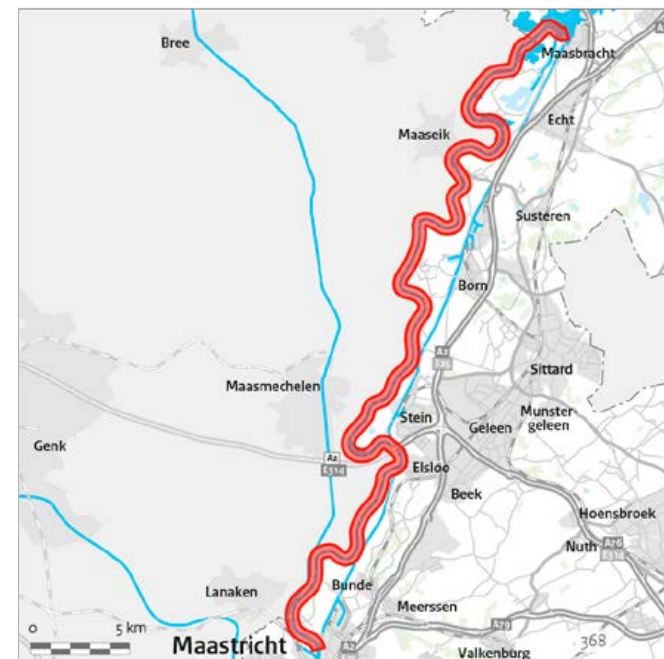 Bree
Maasbracht
Echt
Maaseik
Susteren
Born
A2
E25
Sittard
Maasmechelen
Stein
Munster
geleen
Geleen
Genk
A2
E314
Elsloo
Beek
Hoensbroek
A76
E314
Nuth
Lanaken
Bunde
Meerssen
0 5 km
A79
368
Maastricht
A2
Valkenburg